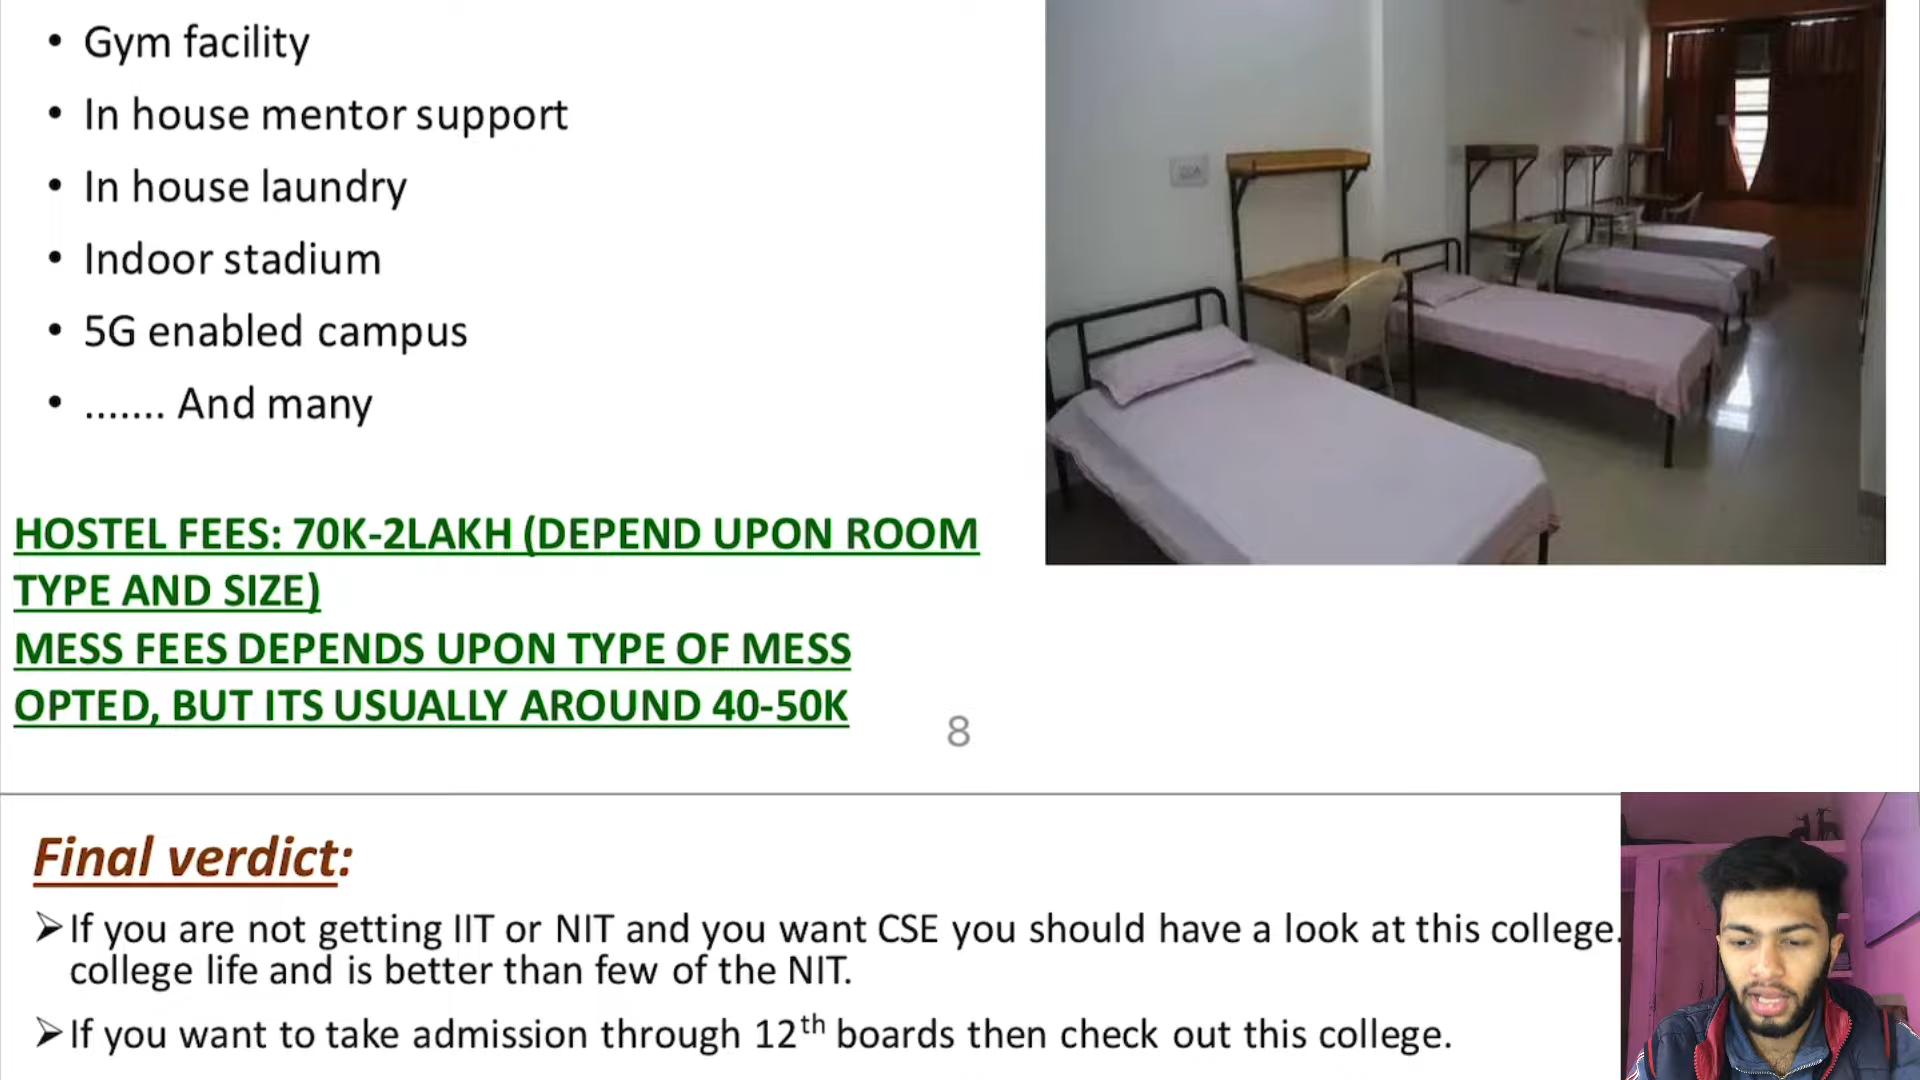 • Gym facility
• In house mentor support
• In house laundry
• Indoor stadium
• 5G enabled campus
• ....... And many
HOSTEL FEES: 70K-2LAKH (DEPEND UPON ROOM
TYPE AND SIZE)
MESS FEES DEPENDS UPON TYPE OF MESS
OPTED, BUT ITS USUALLY AROUND 40-50K
8
Final verdict:
➢If you are not getting IIT or NIT and you want CSE you should have a look at this college.
college life and is better than few of the NIT.
➢If you want to take admission through 12th boards then check out this college.